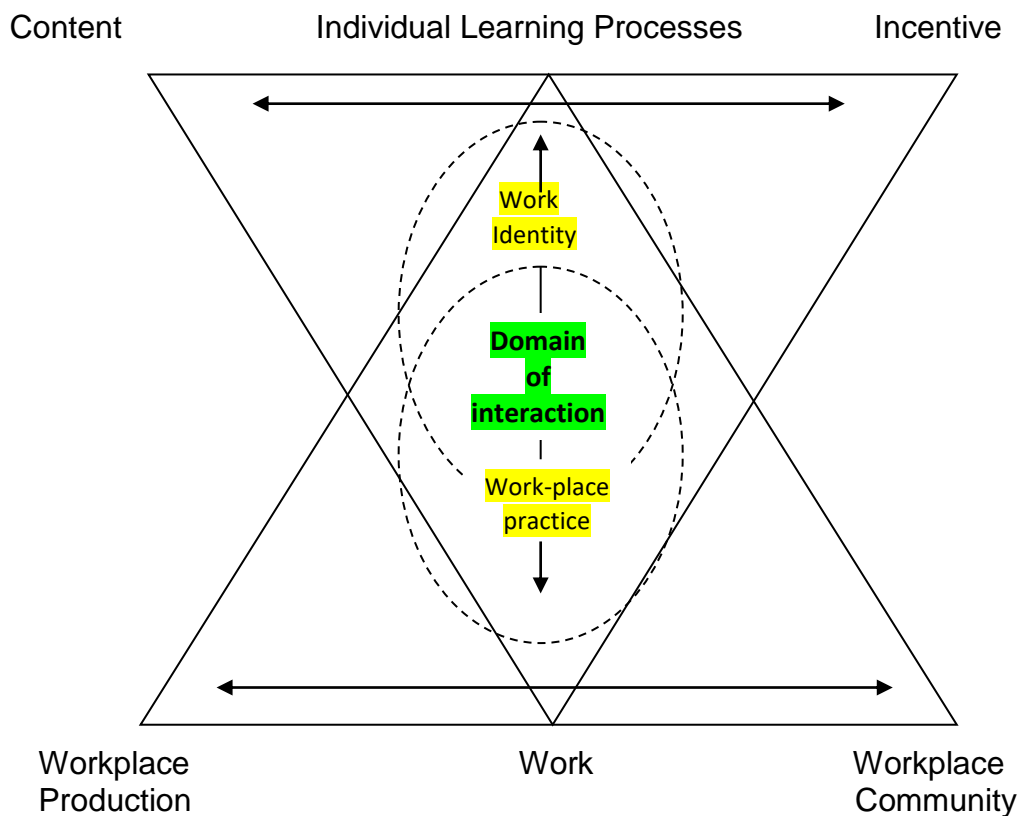 Content Individual Learning Processes Incentive
Work
Identity
Domain
of
interaction
Work-place
practice
Workplace Work Workplace
Production Community